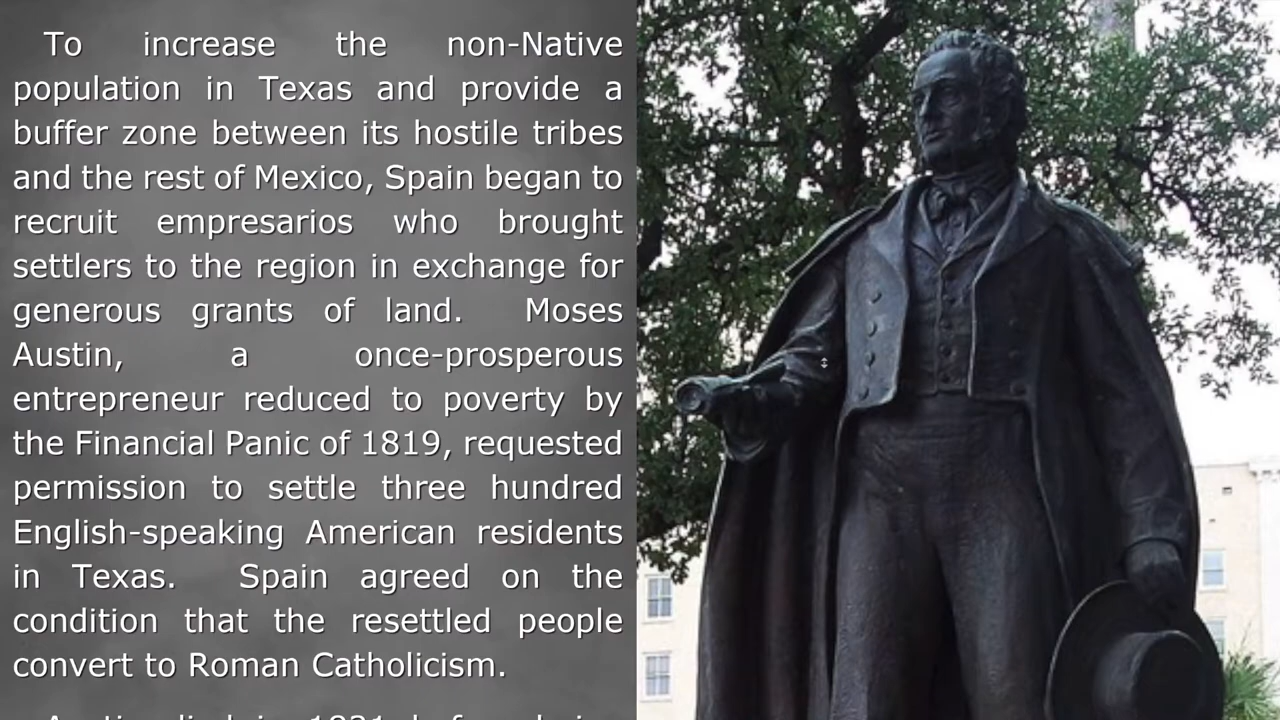 To increase the non-Native
population in Texas and provide a
buffer zone between its hostile tribes
and the rest of Mexico, Spain began to
recruit empresarios who brought
settlers to the region in exchange for
generous grants of land. Moses
Austin, a once-prosperous
entrepreneur reduced to poverty by
the Financial Panic of 1819, requested
permission to settle three hundred
English-speaking American residents
in Texas. Spain agreed on the
condition that the resettled people
convert to Roman Catholicism.